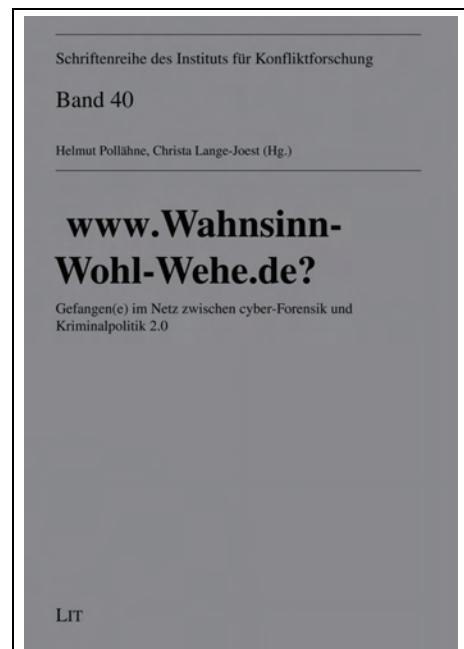 Schriftenreihe des Instituts für Konfliktforschung
Band 40
Helmut Pollähne, Christa Lange-Joest (Hg.)
www.Wahnsinn-
Wohl-Wehe.de?
Gefangen(e) im Netz zwischen cyber-Forensik und
Kriminalpolitik 2.0
LIT